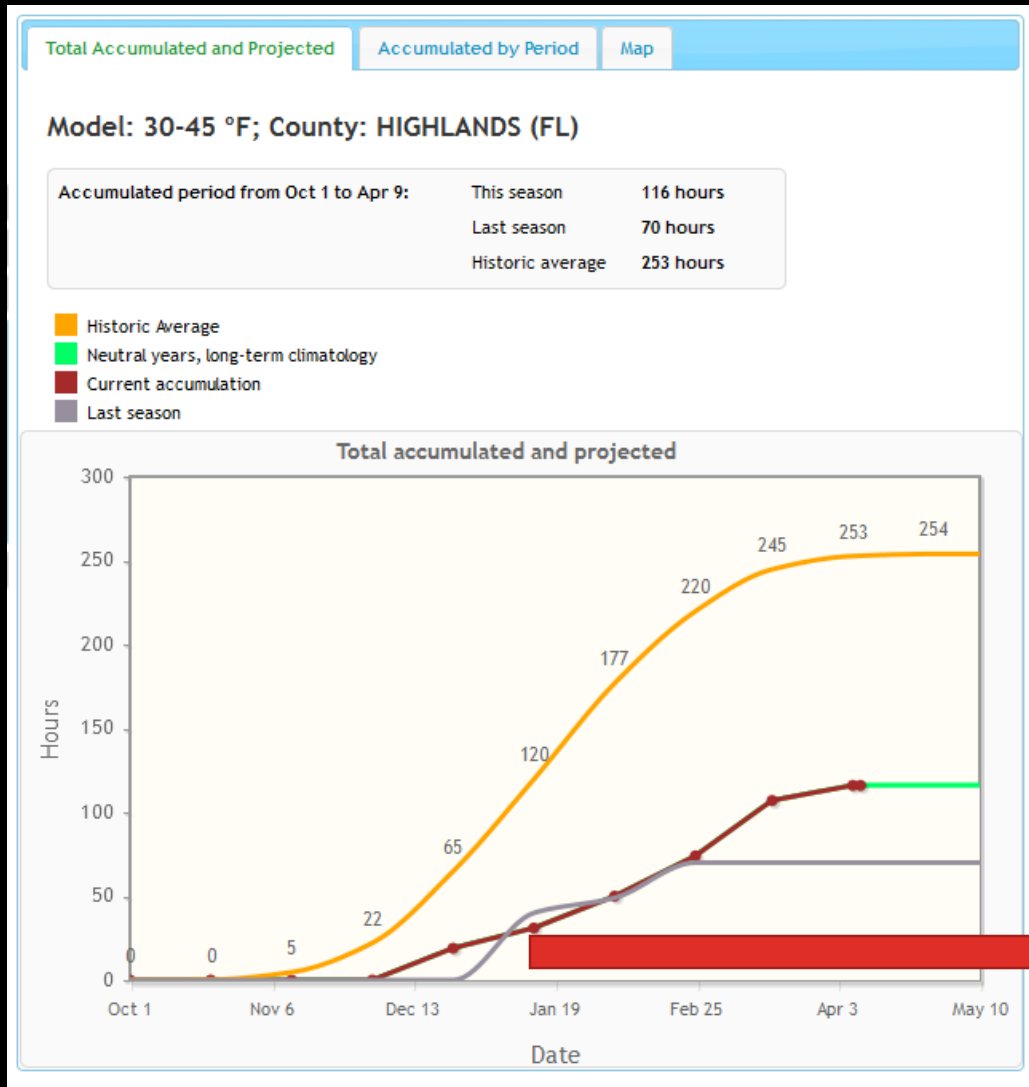 Total Accumulated and Projected Accumulated by Period Map
Model: 30-45 °F; County: HIGHLANDS (FL)
Accumulated period from Oct 1 to Apr 9: This season 116 hours
Last season 70 hours
Historic average 253 hours
Historic Average
Neutral years, long-term climatology
Current accumulation
Last season
Total accumulated and projected
300
250
200
150
100
50
0
Hours
0 0 5 22 65 120 177 220 245 253 254
Oct 1 Nov 6 Dec 13 Jan 19 Feb 25 Apr 3 May 10
Date